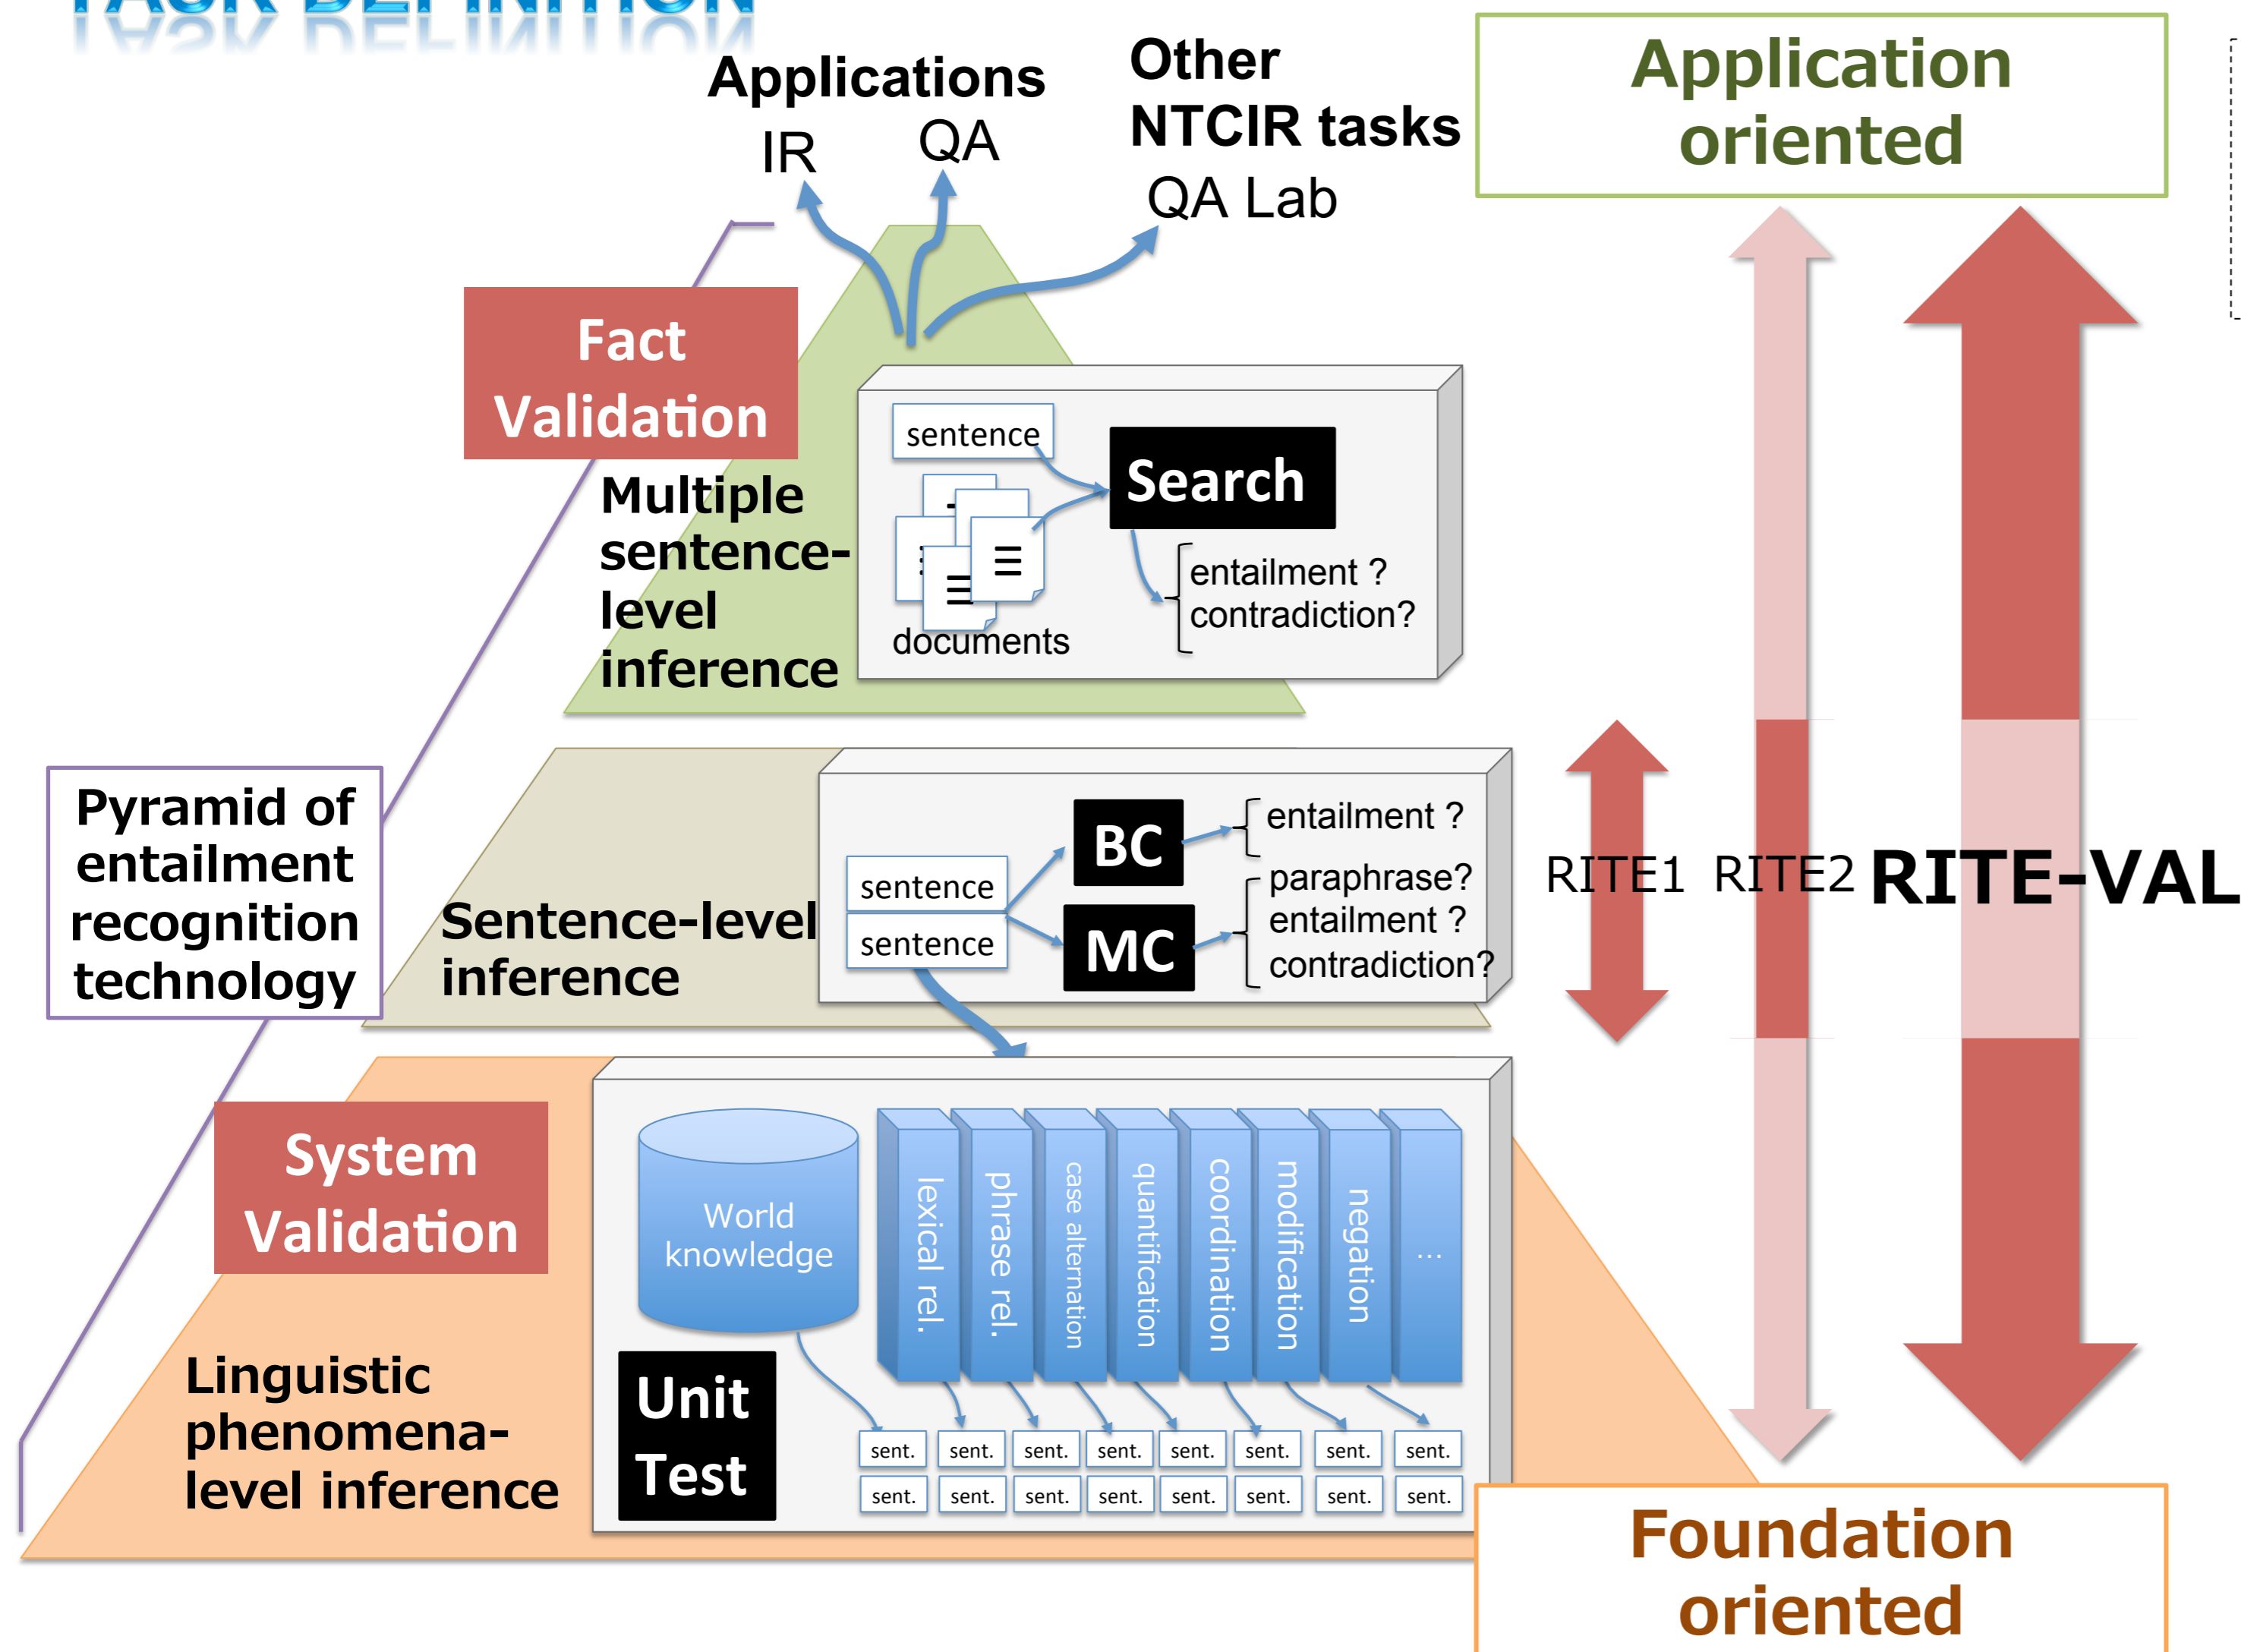 TASK DEFINITION
Applications
IR
QA
Other
NTCIR tasks
QA Lab
Application
oriented
Fact
Validation
Multiple
sentence-
level
inference
sentence
documents
Search
entailment ?
contradiction?
Pyramid of
entailment
recognition
technology
Sentence-level
inference
sentence
sentence
BC
MC
entailment ?
paraphrase?
entailment ?
contradiction?
RITE1
RITE2
RITE-VAL
System
Validation
Linguistic
phenomena-
level inference
World
knowledge
lexical rel.
phrase rel.
case alternation
quantification
coordination
modification
negation
...
Unit
Test
sent. sent. sent. sent. sent. sent. sent. sent.
sent. sent. sent. sent. sent. sent. sent. sent.
Foundation
oriented